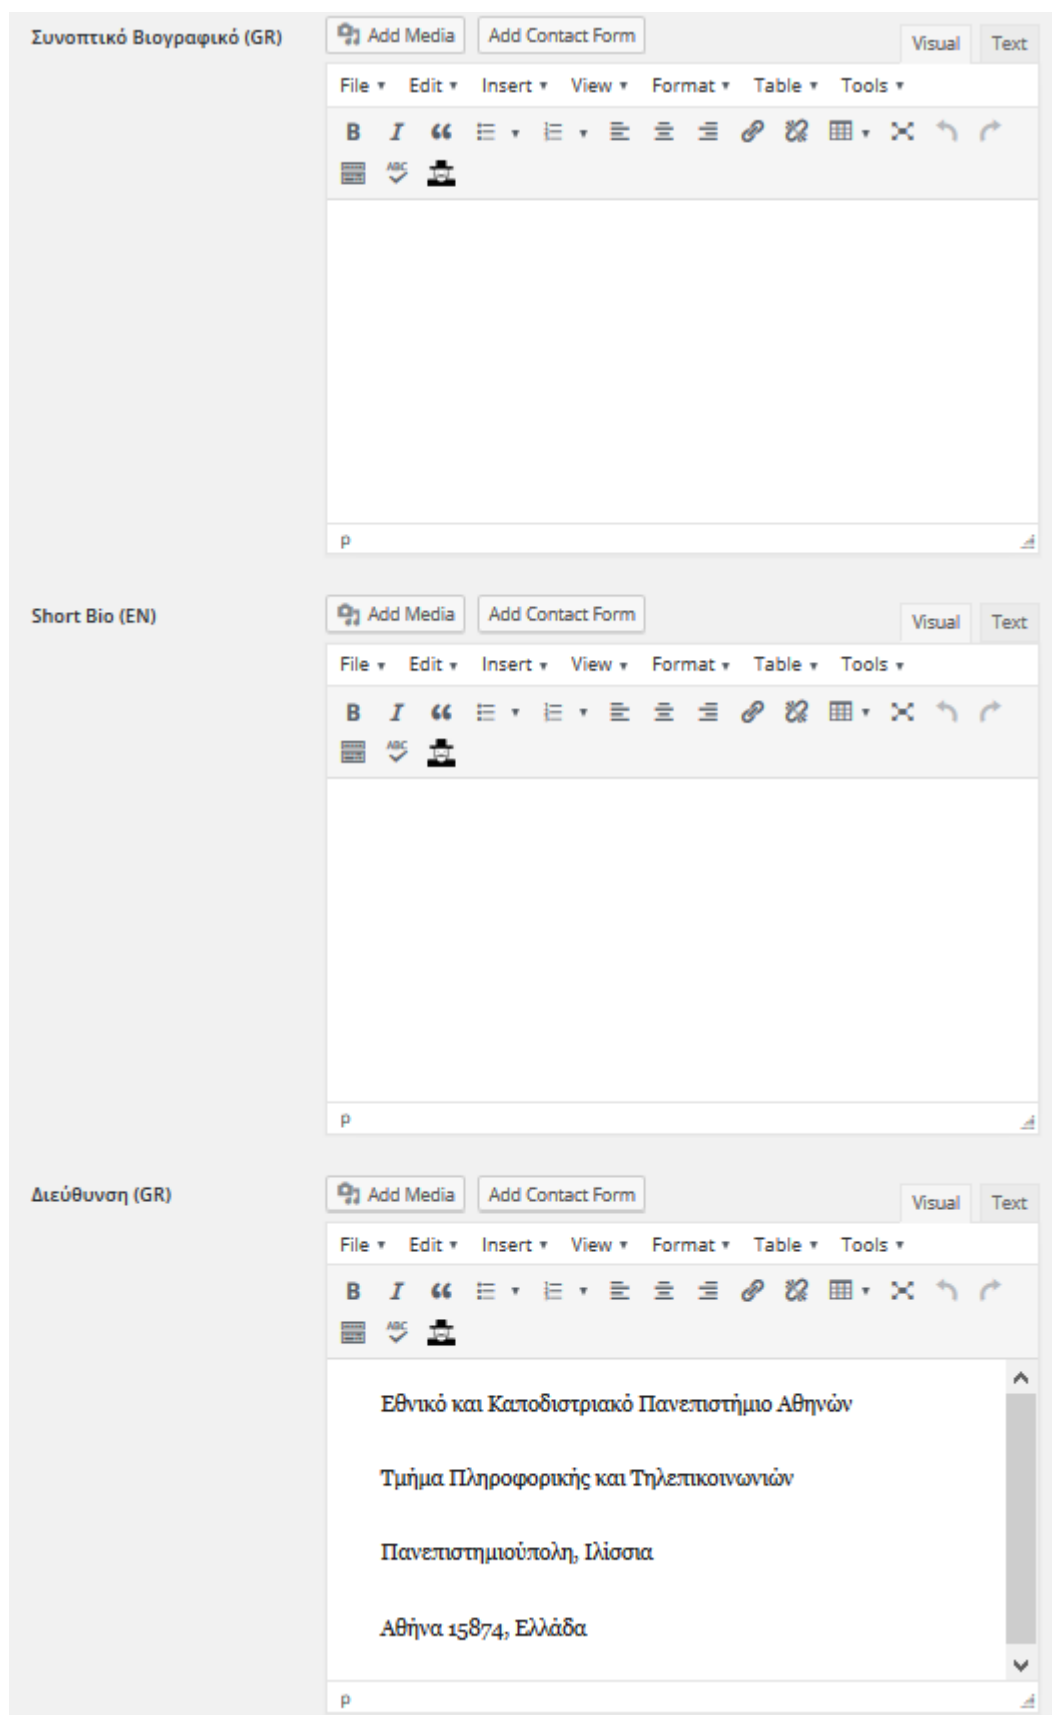 Συνοπτικό Βιογραφικό (GR)
Add Media Add Contact Form
Visual Text
File Edit Insert View Format Table Tools
B I “ ABC
p
Short Bio (EN)
Add Media Add Contact Form
Visual Text
File Edit Insert View Format Table Tools
B I “ ABC
p
Διεύθυνση (GR)
Add Media Add Contact Form
Visual Text
File Edit Insert View Format Table Tools
B I “ ABC
Εθνικό και Καποδιστριακό Πανεπιστήμιο Αθηνών
Τμήμα Πληροφορικής και Τηλεπικοινωνιών
Πανεπιστημιούπολη, Ιλίσσια
Αθήνα 15874, Ελλάδα
p